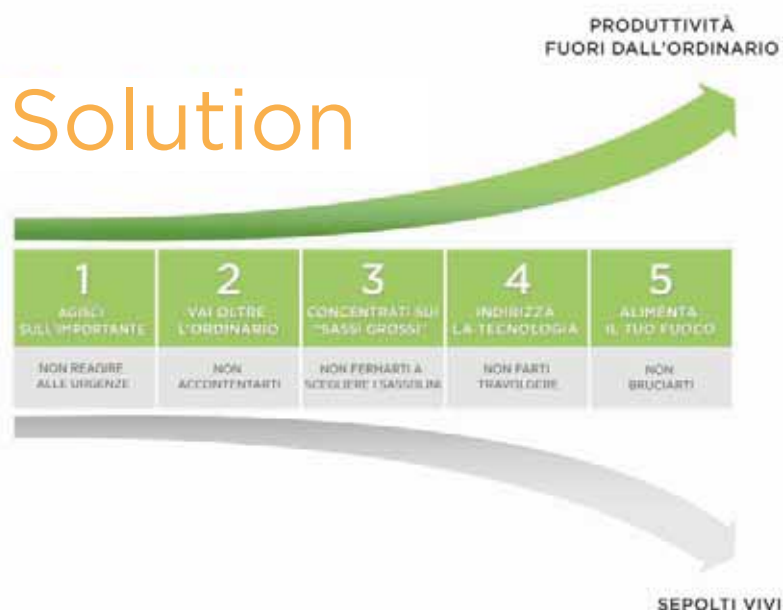 PRODUTTIVITÀ
FUORI DALL'ORDINARIO
Solution
1
AGISCI
SULL'IMPORTANTE
2
VAI OLTRE
L'ORDINARIO
3
CONCENTRATI SUI
"SASSI GROSSI"
4
INDIRIZZA
LA TECNOLOGIA
5
ALIMENTA
IL TUO FUOCO
NON REAGIRE
ALLE URGENZE
NON
ACCONTENTARTI
NON FERMARTI A
SCEGLIERE I SASSOLINI
NON FARTI
TRAVOLGERE
NON
BRUCIARTI
SEPOLTI VIVI